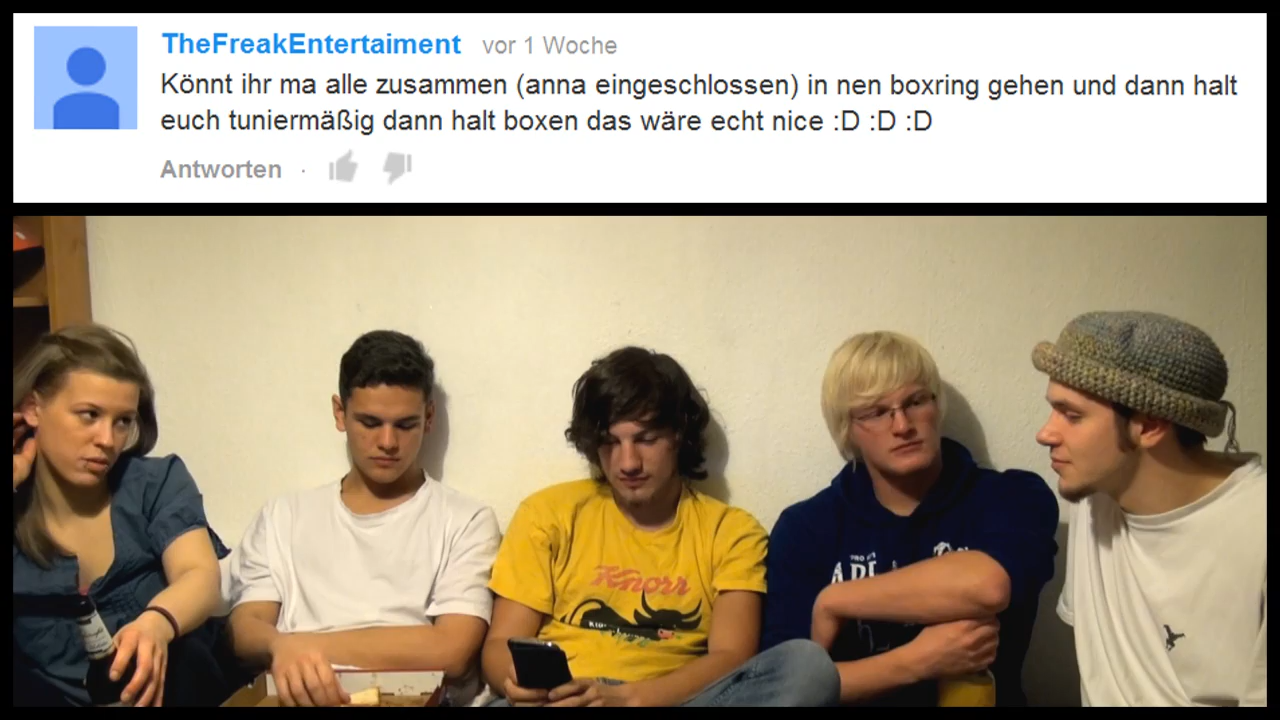 TheFreakEntertaiment vor 1 Woche
Könnt ihr ma alle zusammen (anna eingeschlossen) in nen boxring gehen und dann halt
euch tuniermäßig dann halt boxen das wäre echt nice :D :D :D
Antworten ·
Knorr